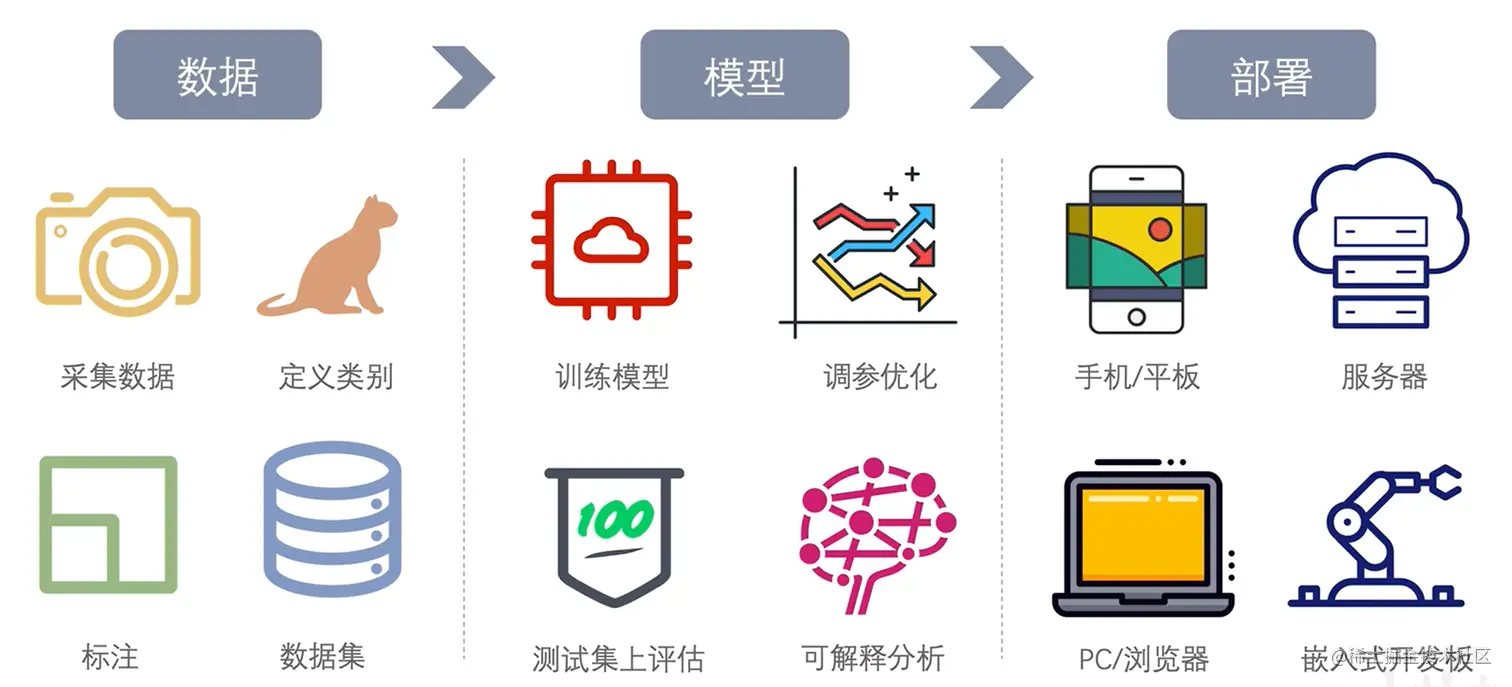 数据
模型
部署
采集数据
定义类别
训练模型
调参优化
手机/平板
服务器
100
标注
数据集
测试集上评估
可解释分析
PC/浏览器
嵌入式开发板
@稀土掘金技术社区